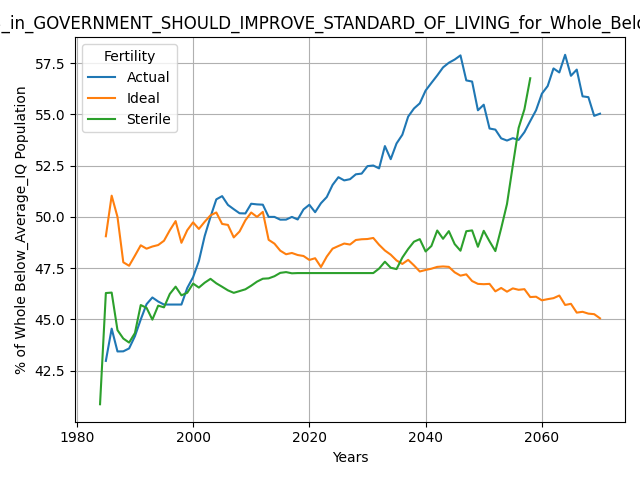 _in_GOVERNMENT_SHOULD_IMPROVE_STANDARD_OF_LIVING_for_Whole_Belo
Fertility
Actual
Ideal
Sterile
% of Whole Below_Average_IQ Population
57.5
55.0
52.5
50.0
47.5
45.0
42.5
1980
2000
2020
2040
2060
Years